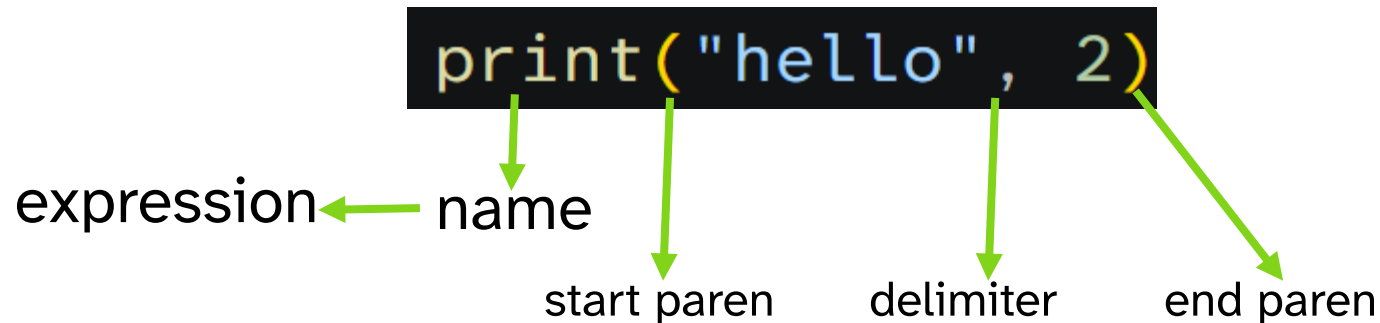 print("hello", 2)
expression name
start paren delimiter end paren